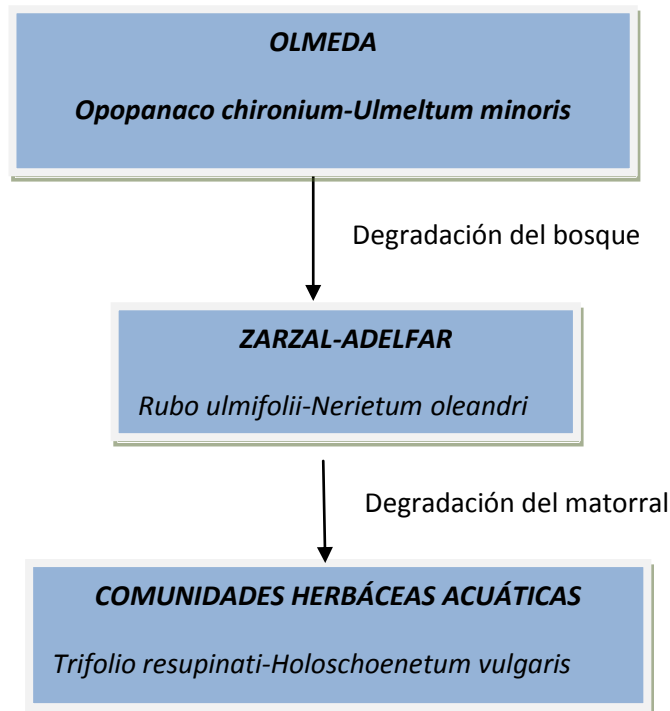 OLMEDA
Opopanaco chironium-Ulmeltum minoris
Degradación del bosque
ZARZAL-ADELFAR
Rubo ulmifolii-Nerietum oleandri
Degradación del matorral
COMUNIDADES HERBÁCEAS ACUÁTICAS
Trifolio resupinati-Holoschoenetum vulgaris